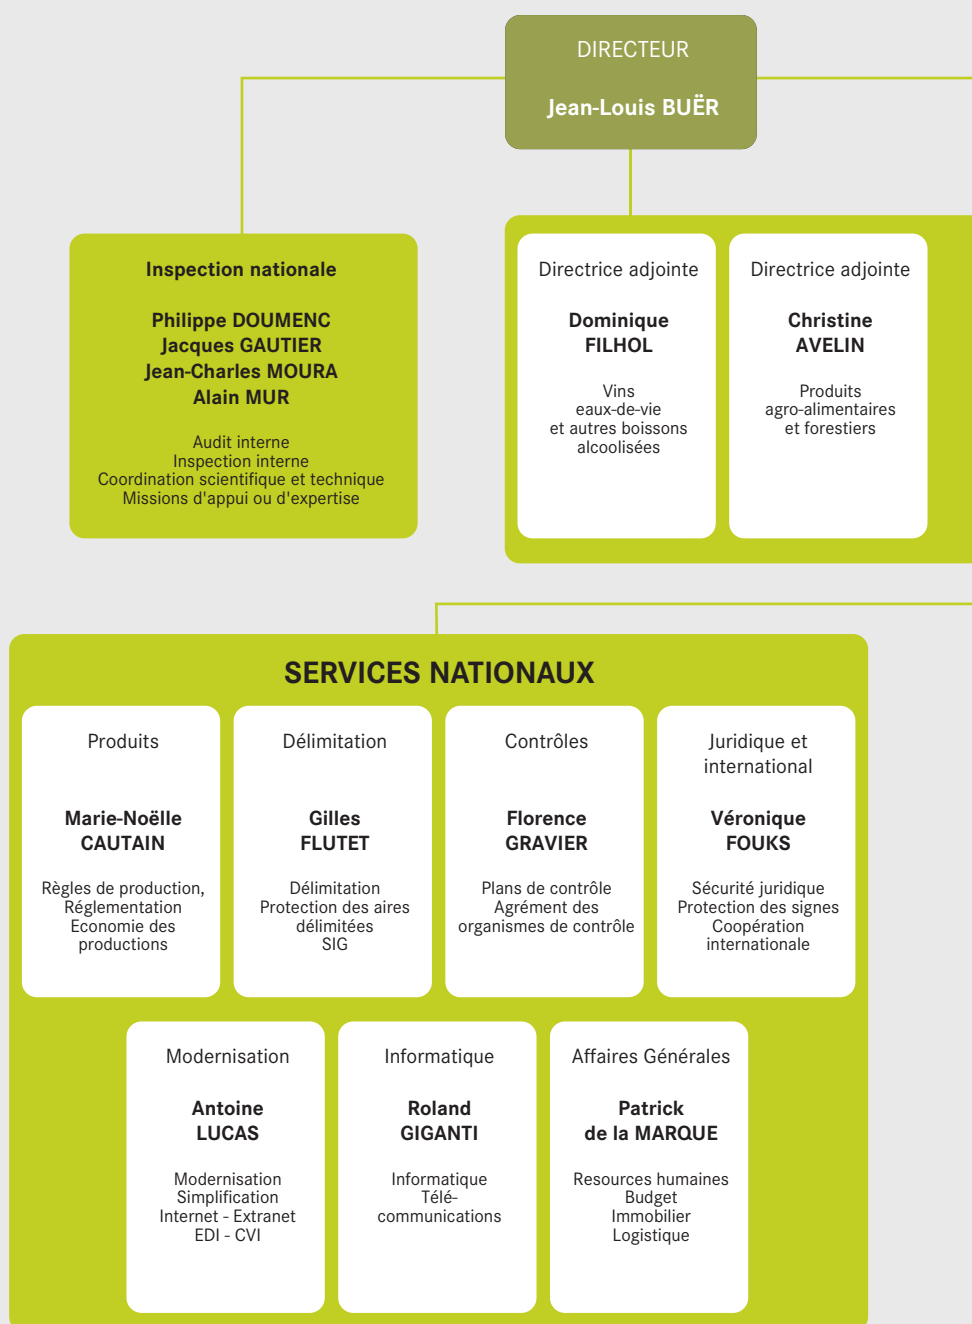 DIRECTEUR
Jean-Louis BUËR
Inspection nationale
Philippe DOUMENC
Jacques GAUTIER
Jean-Charles MOURA
Alain MUR
Audit interne
Inspection interne
Coordination scientifique et technique
Missions d'appui ou d'expertise
Directrice adjointe
Dominique
FILHOL
Vins
eaux-de-vie
et autres boissons
alcoolisées
Directrice adjointe
Christine
AVELIN
Produits
agro-alimentaires
et forestiers
SERVICES NATIONAUX
Produits
Marie-Noëlle
CAUTAIN
Règles de production,
Réglementation
Economie des
productions
Délimitation
Gilles
FLUTET
Délimitation
Protection des aires
délimitées
SIG
Contrôles
Florence
GRAVIER
Plans de contrôle
Agrément des
organismes de contrôle
Juridique et
international
Véronique
FOUKS
Sécurité juridique
Protection des signes
Coopération
internationale
Modernisation
Antoine
LUCAS
Modernisation
Simplification
Internet - Extranet
EDI - CVI
Informatique
Roland
GIGANTI
Informatique
Télé-
communications
Affaires Générales
Patrick
de la MARQUE
Resources humaines
Budget
Immobilier
Logistique